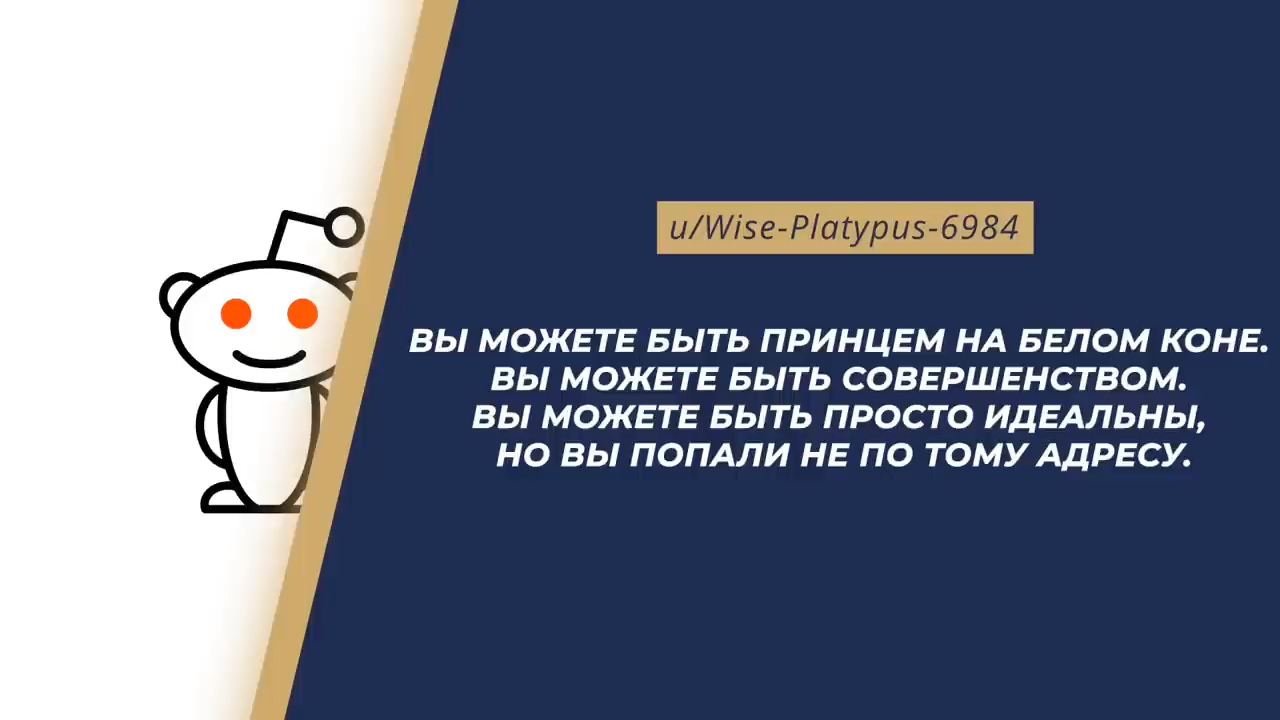 u/Wise-Platypus-6984
ВЫ МОЖЕТЕ БЫТЬ ПРИНЦЕМ НА БЕЛОМ КОНЕ.
ВЫ МОЖЕТЕ БЫТЬ СОВЕРШЕНСТВОМ.
ВЫ МОЖЕТЕ БЫТЬ ПРОСТО ИДЕАЛЬНЫ,
НО ВЫ ПОПАЛИ НЕ ПО ТОМУ АДРЕСУ.